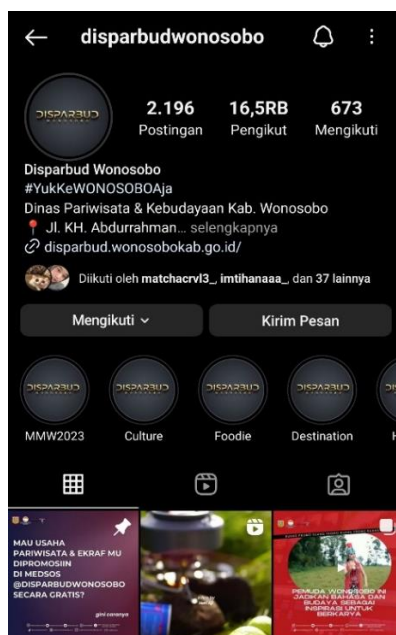 disparbudwonosobo
DISPARBUD
2.196 16,5RB 673
Postingan Pengikut Mengikuti
Disparbud Wonosobo
#YukKeWONOSOBOAja
Dinas Pariwisata & Kebudayaan Kab. Wonosobo
Jl. KH. Abdurrahman... selengkapnya
disparbud.wonosobokab.go.id/
Diikuti oleh matchacrvl3_, imtihanaaa_, dan 37 lainnya
Mengikuti Kirim Pesan
DISPARBUD DISPARBUD DISPARBUD DISPARBUD
MMW2023 Culture Foodie Destination
MAU USAHA
PARIWISATA & EKRAF MU
DIPROMOSIIN
DI MEDSOS
@DISPARBUDWONOSOBO
SECARA GRATIS?
gini caranya
PEMUDA WONOSOBO INI
JADIKAN BAHASA DAN
BUDAYA SEBAGAI
INSPIRASI UNTUK
BERKARYA